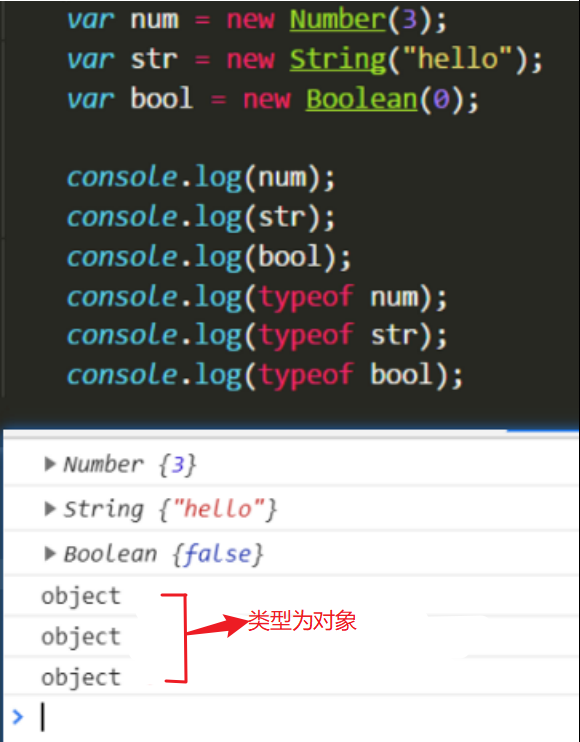 var num = new Number(3);
var str = new String("hello");
var bool = new Boolean(0);
console.log(num);
console.log(str);
console.log(bool);
console.log(typeof num);
console.log(typeof str);
console.log(typeof bool);
▶ Number {3}
▶ String {"hello"}
▶ Boolean {false}
object
object
类型为对象
object
>